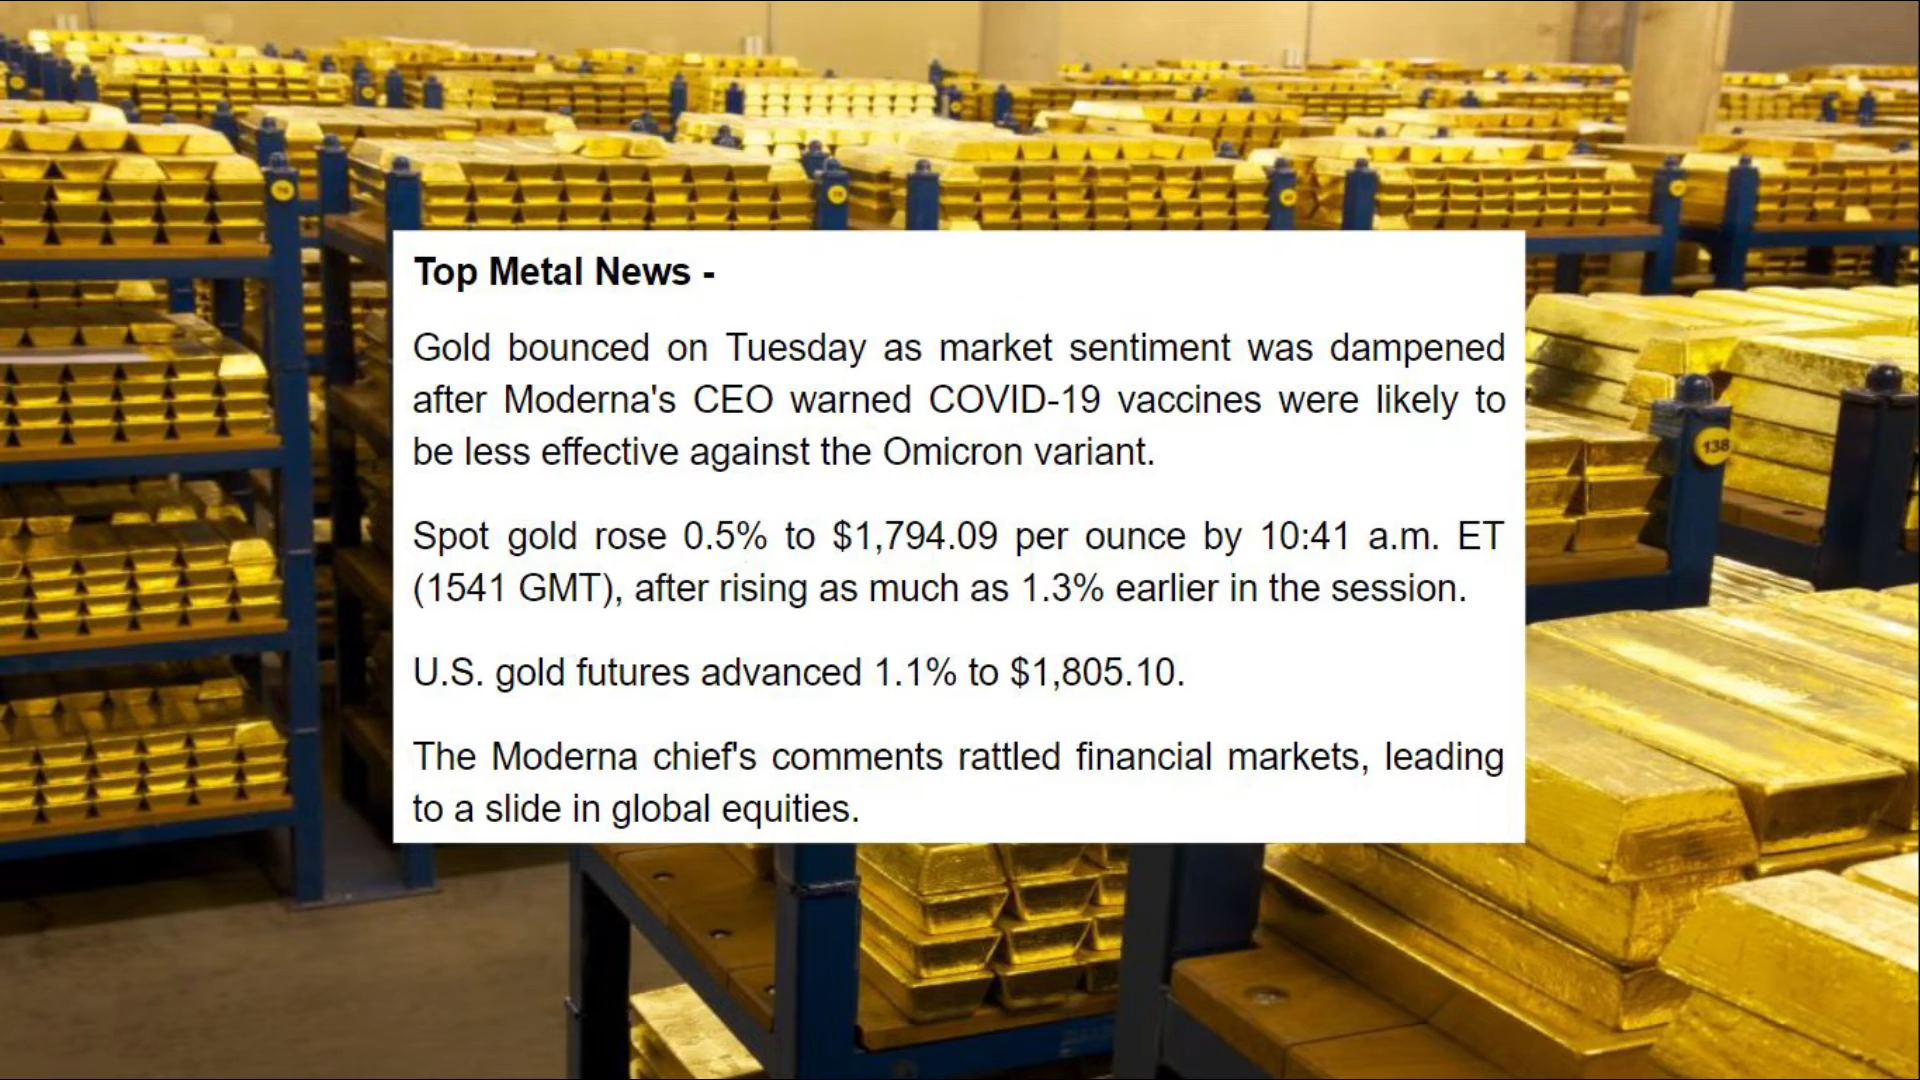 Top Metal News -
Gold bounced on Tuesday as market sentiment was dampened
after Moderna's CEO warned COVID-19 vaccines were likely to
be less effective against the Omicron variant.
Spot gold rose 0.5% to $1,794.09 per ounce by 10:41 a.m. ET
(1541 GMT), after rising as much as 1.3% earlier in the session.
U.S. gold futures advanced 1.1% to $1,805.10.
The Moderna chief's comments rattled financial markets, leading
to a slide in global equities.
138